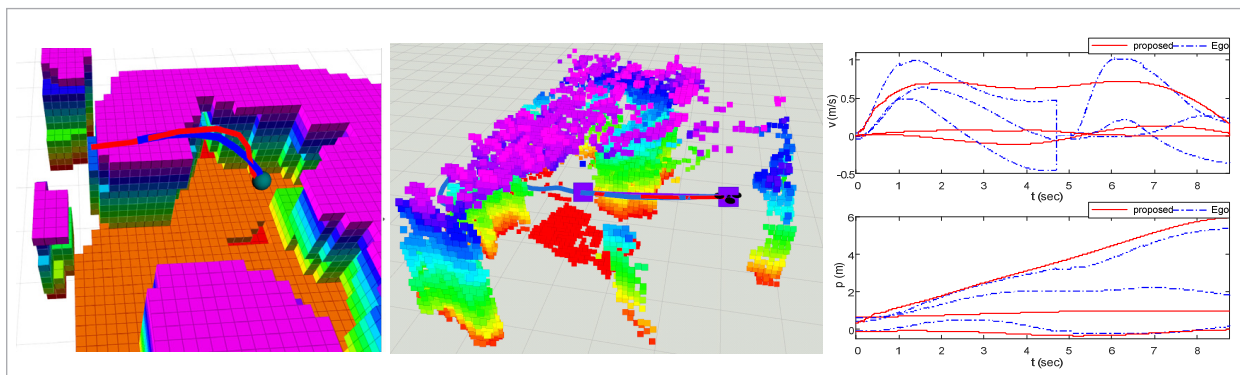 proposed Ego
1
0.5
0
-0.5
v (m/s)
0 1 2 3 4 5 6 7 8
t (sec)
proposed Ego
6
4
2
0
p (m)
0 1 2 3 4 5 6 7 8
t (sec)